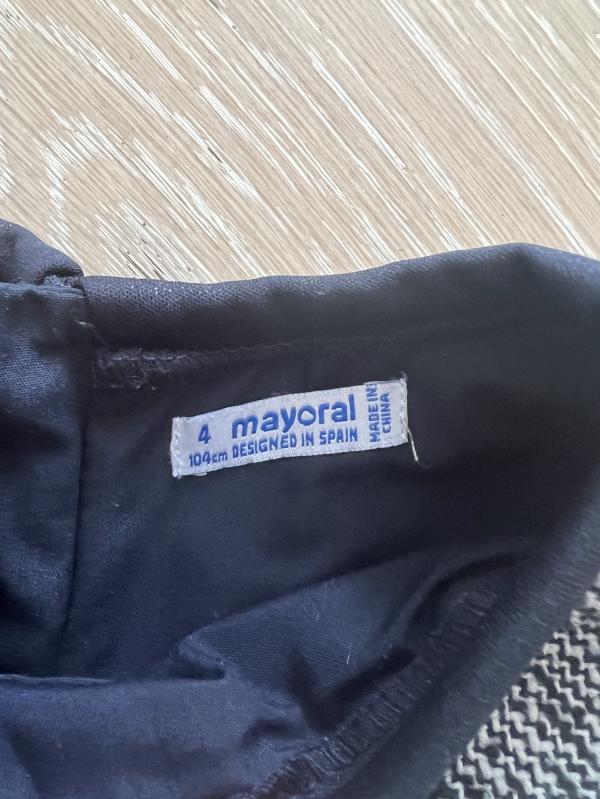 4 mayoral
104cm DESIGNED IN SPAIN
MADE IN
CHINA